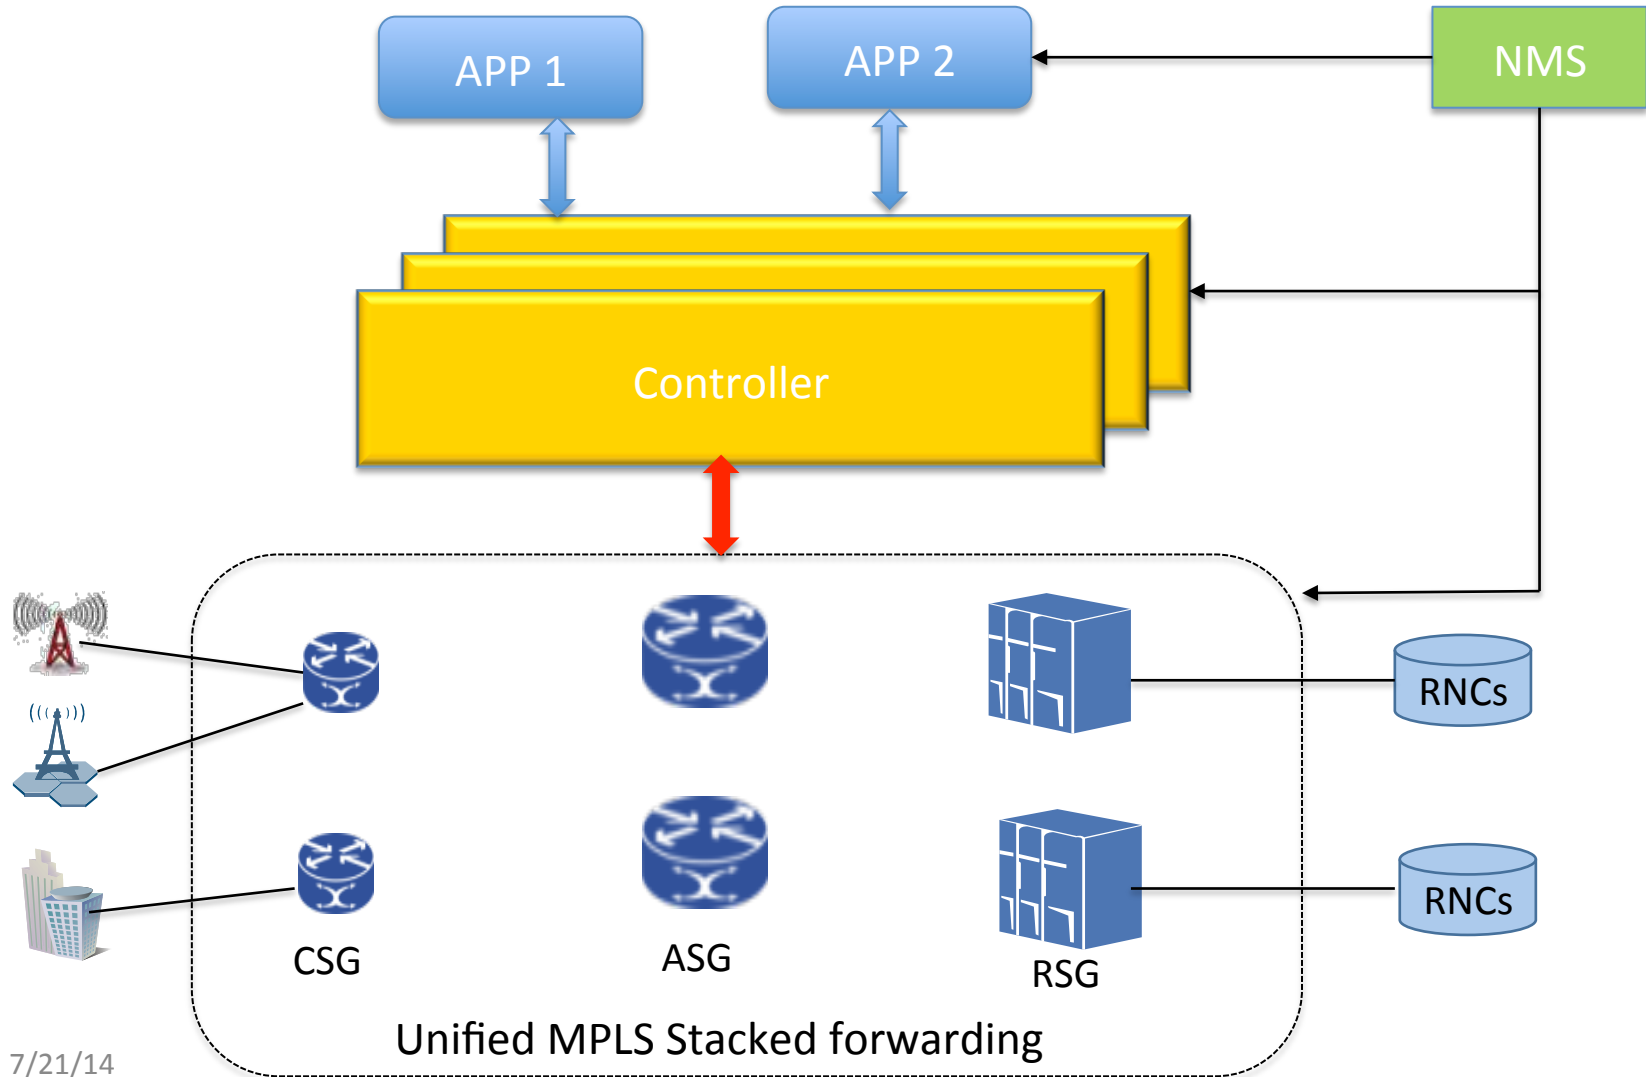 APP 1
APP 2
NMS
Controller
RNCs
RNCs
CSG
ASG
RSG
Unified MPLS Stacked forwarding
7/21/14